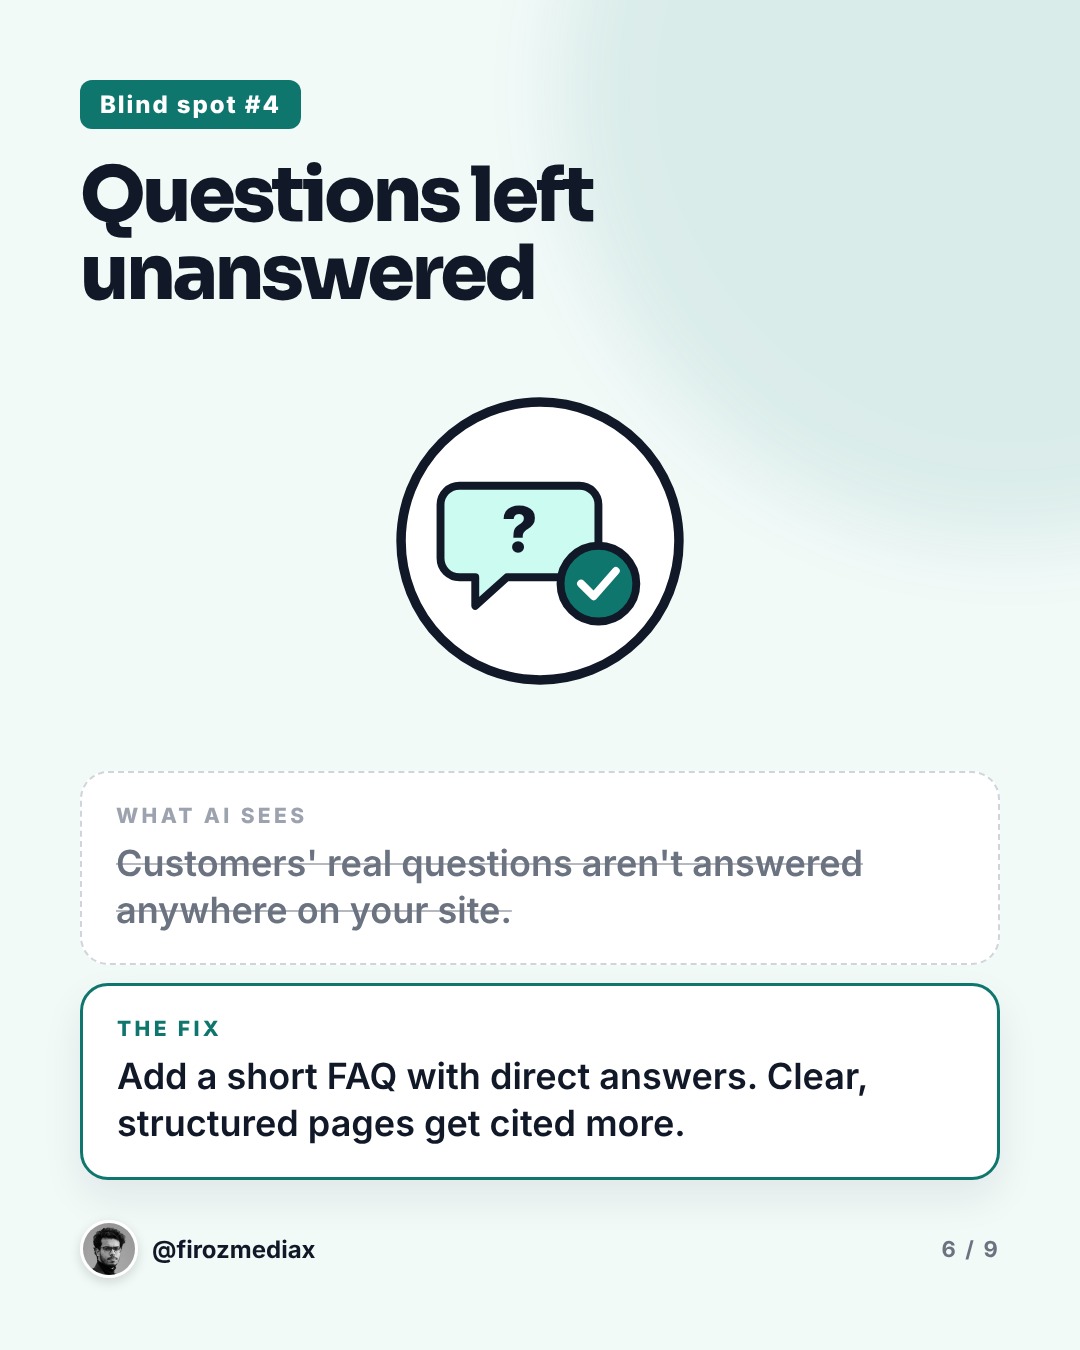 Blind spot #4
Questions left
unanswered
?
WHAT AI SEES
Customers' real questions aren't answered
anywhere on your site.
THE FIX
Add a short FAQ with direct answers. Clear,
structured pages get cited more.
@firozmediax
6 / 9